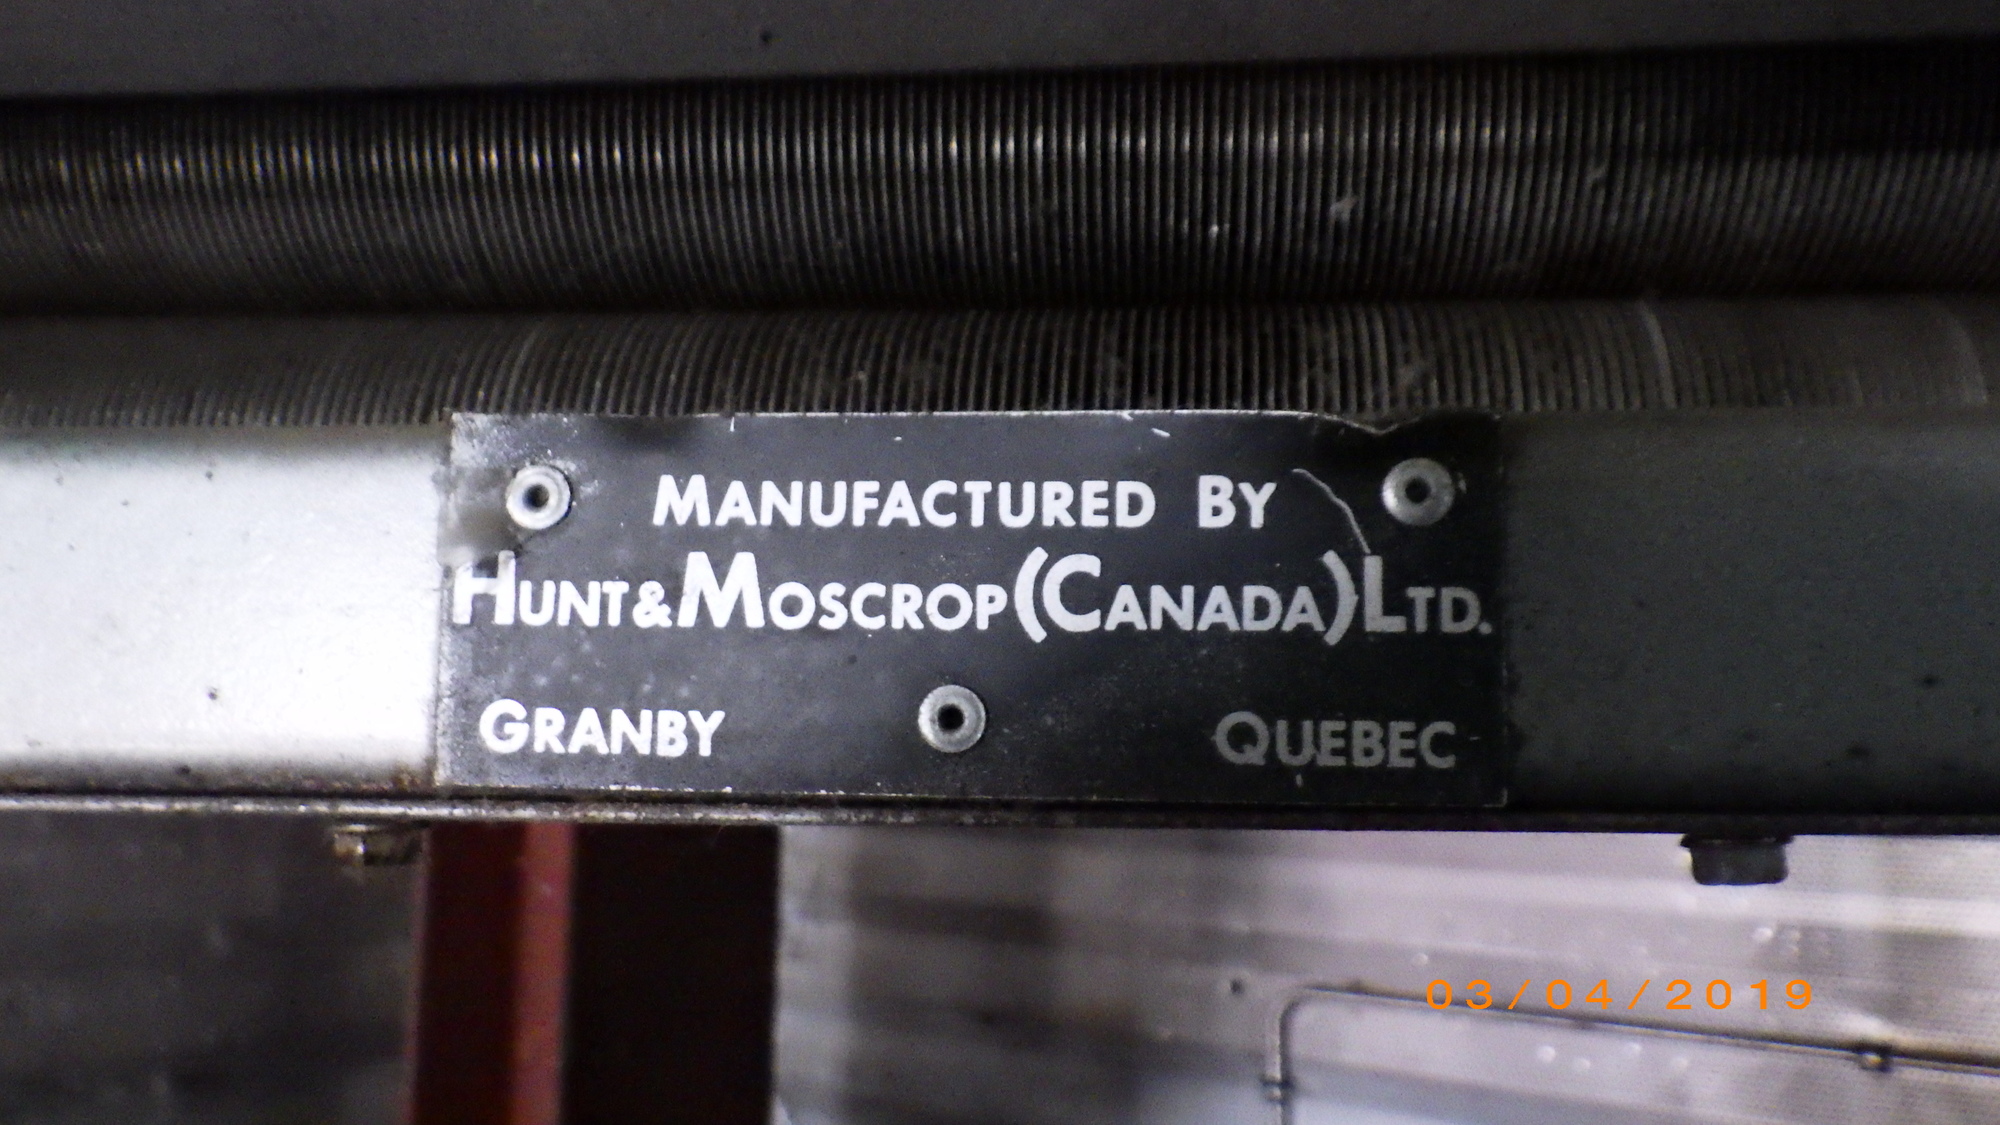 MANUFACTURED BY
HUNT&MOSCROP(CANADA)LTD.
GRANBY QUEBEC
03/04/2019